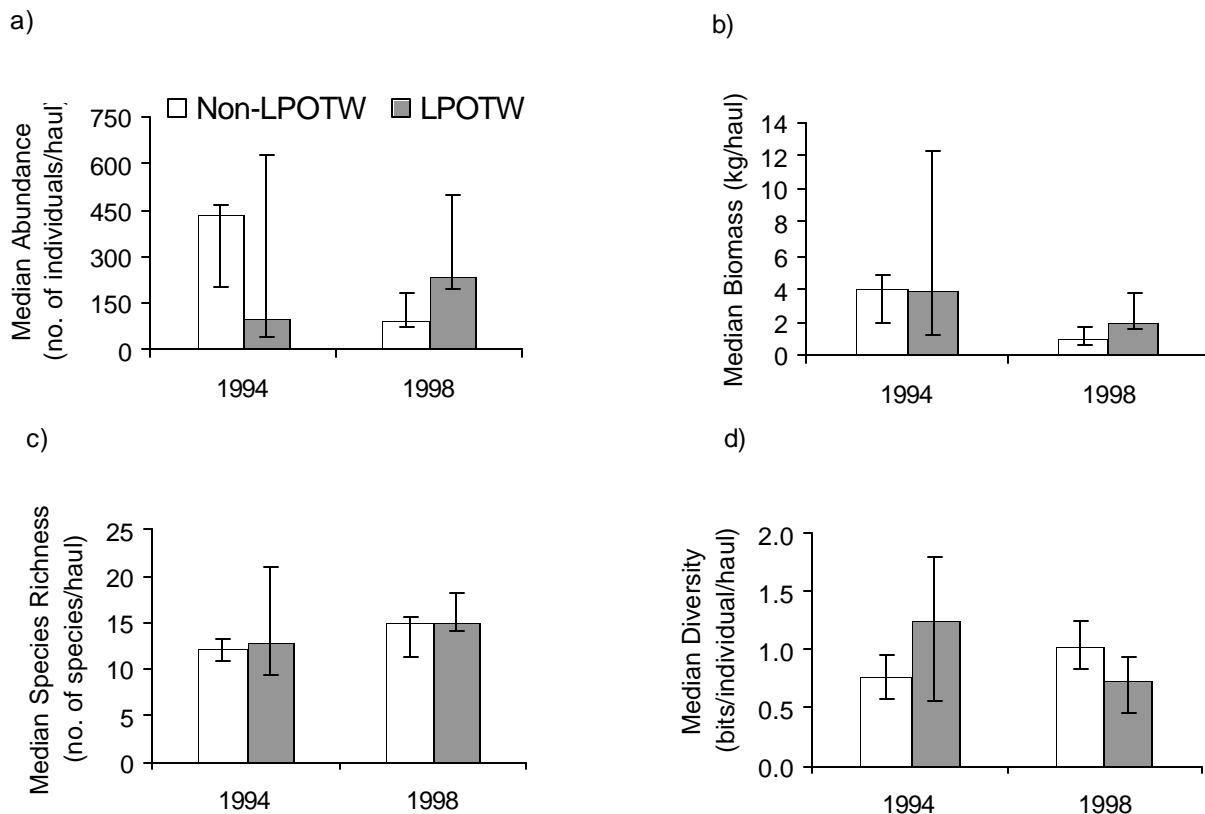 a)
Median Abundance
(no. of individuals/haul)
Non-LPOTW LPOTW
750
600
450
300
150
0
1994 1998
b)
Median Biomass (kg/haul)
14
12
10
8
6
4
2
0
1994 1998
c)
Median Species Richness
(no. of species/haul)
25
20
15
10
5
0
1994 1998
d)
Median Diversity
(bits/individual/haul)
2.0
1.5
1.0
0.5
0.0
1994 1998